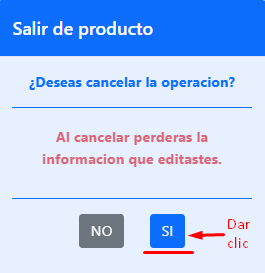 Salir de producto
¿Deseas cancelar la operacion?
Al cancelar perderas la
informacion que editastes.
NO SI Dar
clic